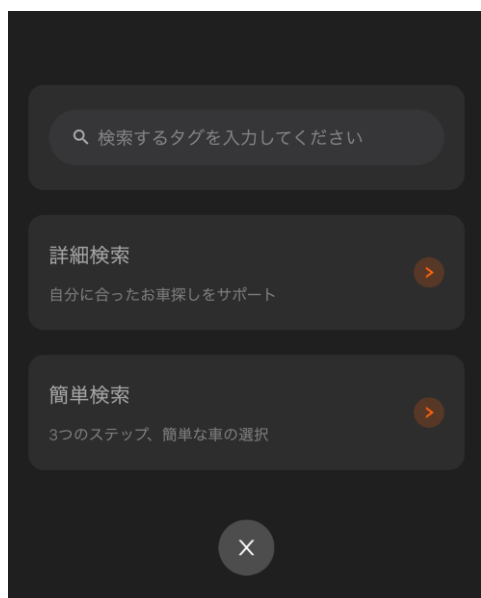 検索するタグを入力してください
詳細検索
自分に合ったお車探しをサポート
簡単検索
3つのステップ、簡単な車の選択